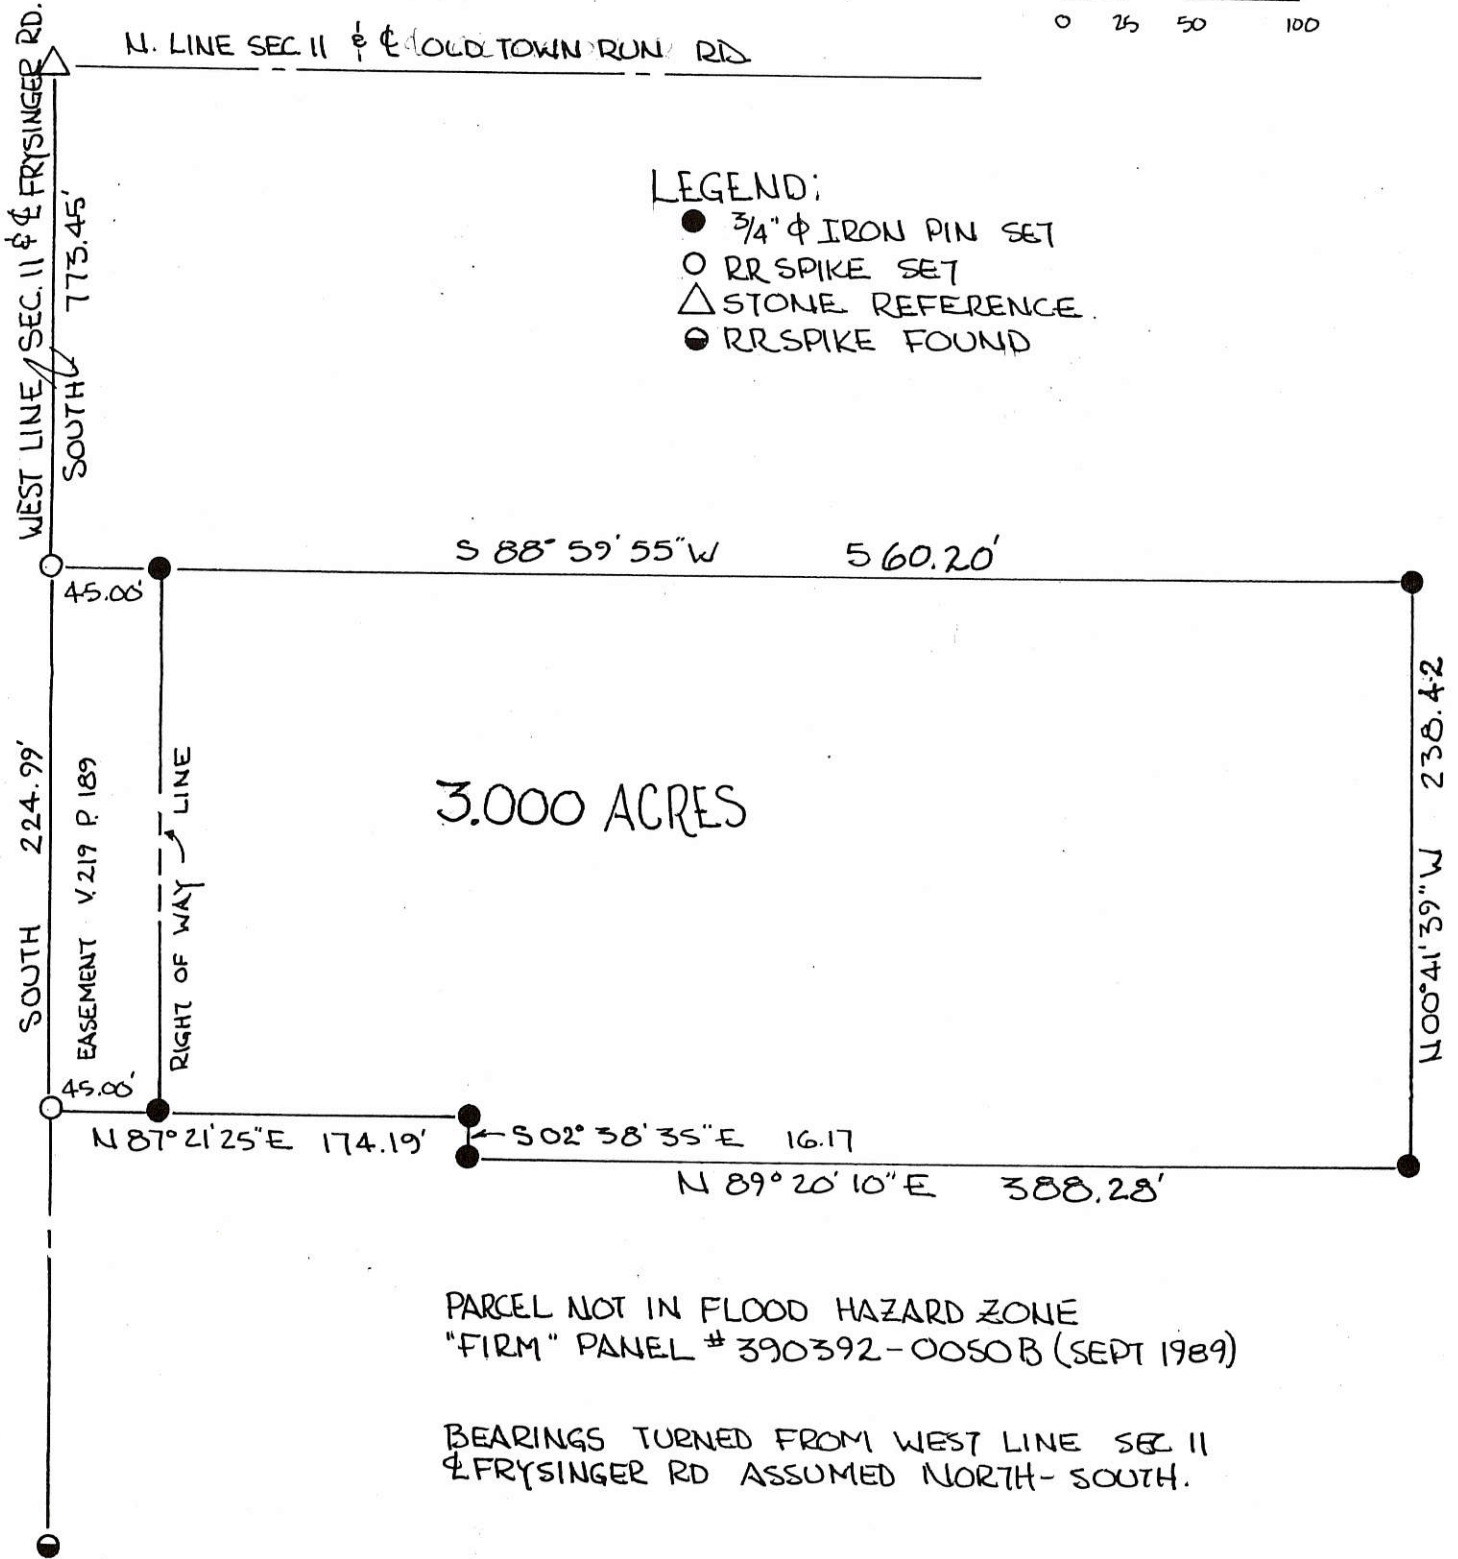 0 25 50 100
N. LINE SEC 11 & ℄ OLD TOWN RUN RD
WEST LINE SEC. 11 & ℄ FRYSINGER RD.
SOUTH 773.45'
LEGEND:
3/4" Φ IRON PIN SET
RR SPIKE SET
STONE REFERENCE
RR SPIKE FOUND
S 88° 59' 55" W 560.20'
45.00'
SOUTH 224.99'
EASEMENT V.219 P. 189
RIGHT OF WAY LINE
3.000 ACRES
N00°41'39"W 238.42
45.00'
N 87° 21' 25" E 174.19'
S 02° 38' 35" E 16.17
N 89° 20' 10" E 388.28'
PARCEL NOT IN FLOOD HAZARD ZONE
"FIRM" PANEL # 390392-0050B (SEPT 1989)
BEARINGS TURNED FROM WEST LINE SEC 11
℄ FRYSINGER RD ASSUMED NORTH-SOUTH.